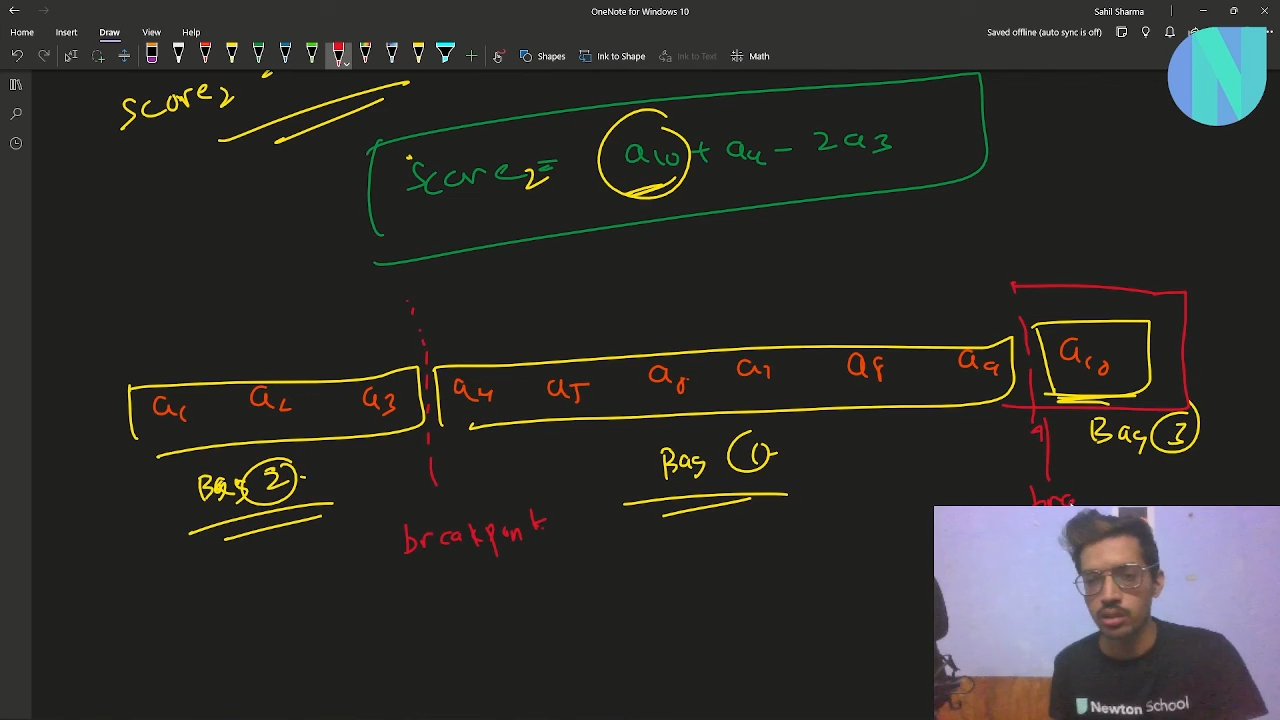 OneNote for Windows 10
Sahil Sharma
Home Insert Draw View Help
Saved offline (auto sync is off)
Shapes Ink to Shape Ink to Text Math
Score2
Score2 = a10 + a4 - 2a3
a1 a2 a3 a4 a5 a6 a7 a8 a9 a10
Bag 2
Bag 1
Bag 3
breakpont
bre
Newton School